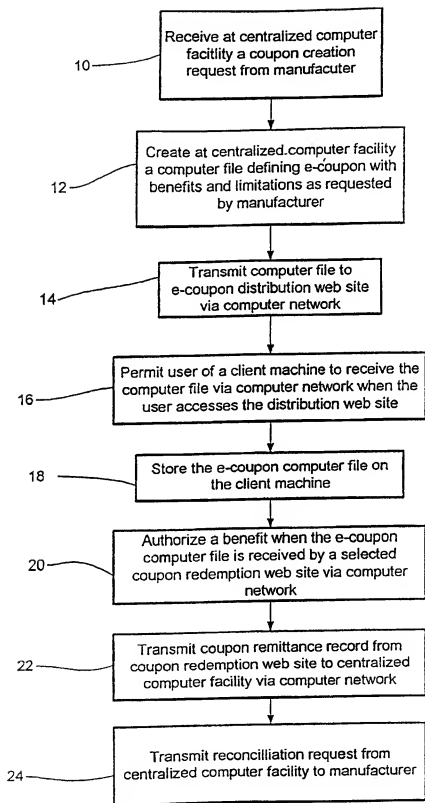 10
Receive at centralized computer
facitlity a coupon creation
request from manufacuter
12
Create at centralized.computer facility
a computer file defining e-coupon with
benefits and limitations as requested
by manufacturer
14
Transmit computer file to
e-coupon distribution web site
via computer network
16
Permit user of a client machine to receive the
computer file via computer network when the
user accesses the distribution web site
18
Store the e-coupon computer file on
the client machine
20
Authorize a benefit when the e-coupon
computer file is received by a selected
coupon redemption web site via computer
network
22
Transmit coupon remittance record from
coupon redemption web site to centralized
computer facility via computer network
24
Transmit reconcilliation request from
centralized computer facility to manufacturer